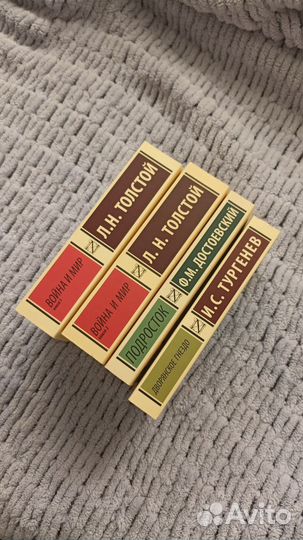 Л.Н. ТОЛСТОЙ
ВОЙНА И МИР
Л.Н. ТОЛСТОЙ
ВОЙНА И МИР
Ф.М. ДОСТОЕВСКИЙ
ПОДРОСТОК
И.С. ТУРГЕНЕВ
ДВОРЯНСКОЕ ГНЕЗДО
Avito